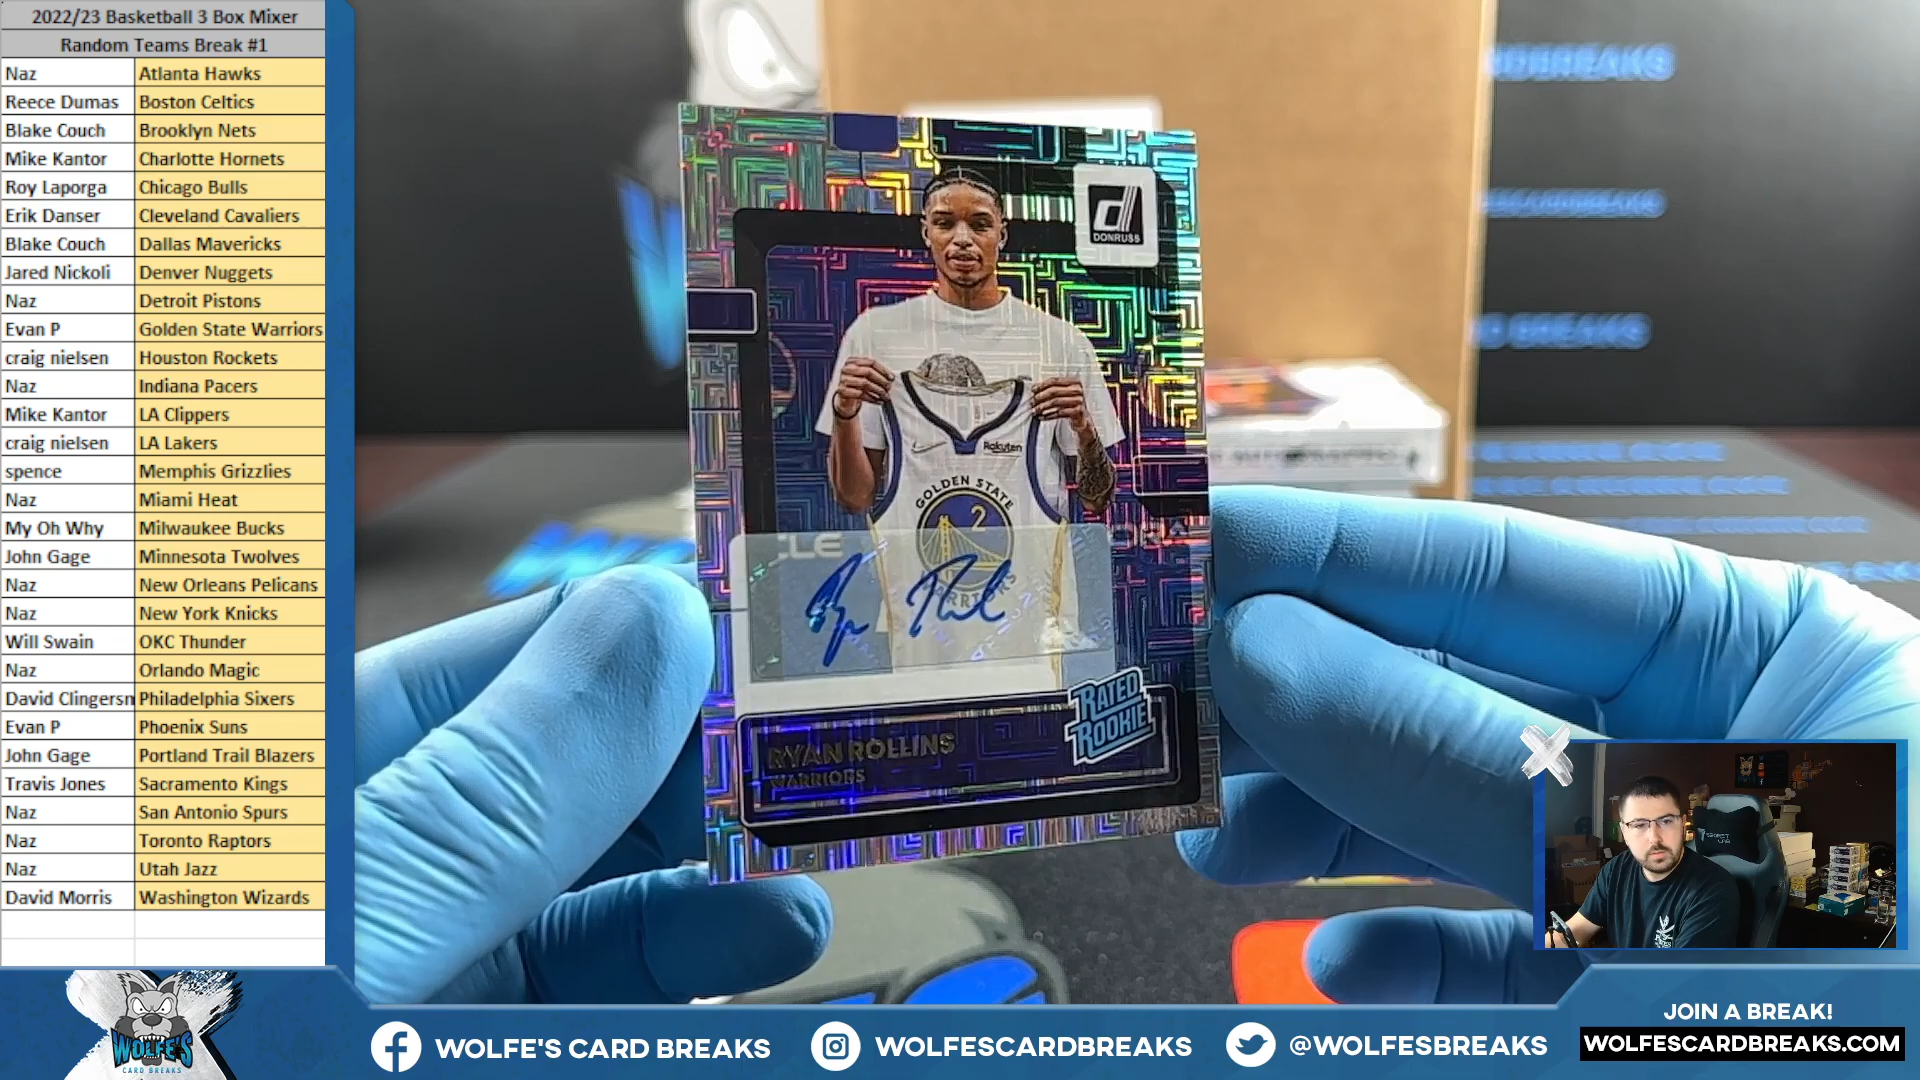 2022/23 Basketball 3 Box Mixer
Random Teams Break #1
Naz Atlanta Hawks
Reece Dumas Boston Celtics
Blake Couch Brooklyn Nets
Mike Kantor Charlotte Hornets
Roy Laporga Chicago Bulls
Erik Danser Cleveland Cavaliers
Blake Couch Dallas Mavericks
Jared Nickoli Denver Nuggets
Naz Detroit Pistons
Evan P Golden State Warriors
craig nielsen Houston Rockets
Naz Indiana Pacers
Mike Kantor LA Clippers
craig nielsen LA Lakers
spence Memphis Grizzlies
Naz Miami Heat
My Oh Why Milwaukee Bucks
John Gage Minnesota Twolves
Naz New Orleans Pelicans
Naz New York Knicks
Will Swain OKC Thunder
Naz Orlando Magic
David Clingersn Philadelphia Sixers
Evan P Phoenix Suns
John Gage Portland Trail Blazers
Travis Jones Sacramento Kings
Naz San Antonio Spurs
Naz Toronto Raptors
Naz Utah Jazz
David Morris Washington Wizards
d
DONRUSS
Rakuten
GOLDEN STATE
2
WARRIORS
RATED
ROOKIE
RYAN ROLLINS
WARRIORS
WOLFE'S
CARD BREAKS
WOLFE'S CARD BREAKS
WOLFESCARDBREAKS
@WOLFESBREAKS
JOIN A BREAK!
WOLFESCARDBREAKS.COM